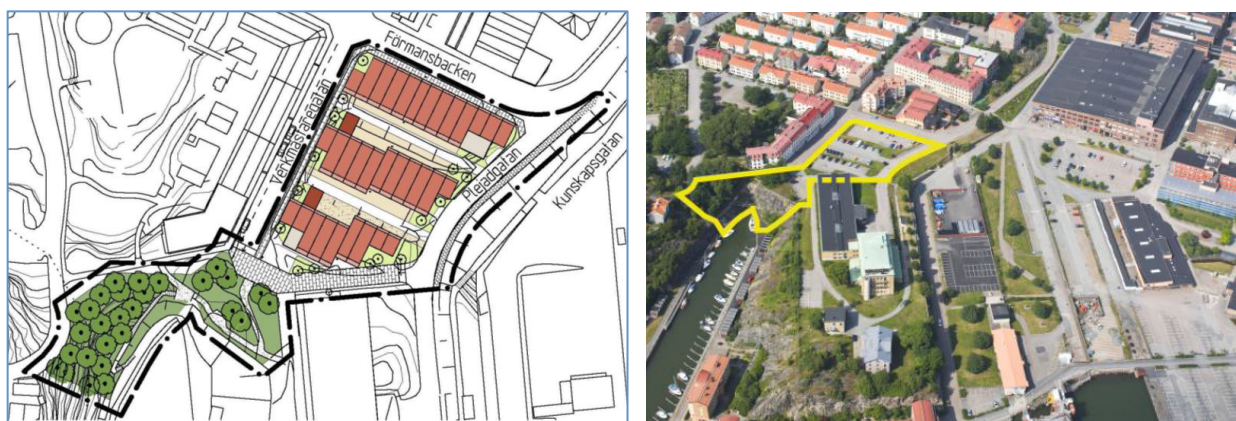 C
Förmansbacken
Verkmästaregatan
Plejadgatan
Kunskapsgatan